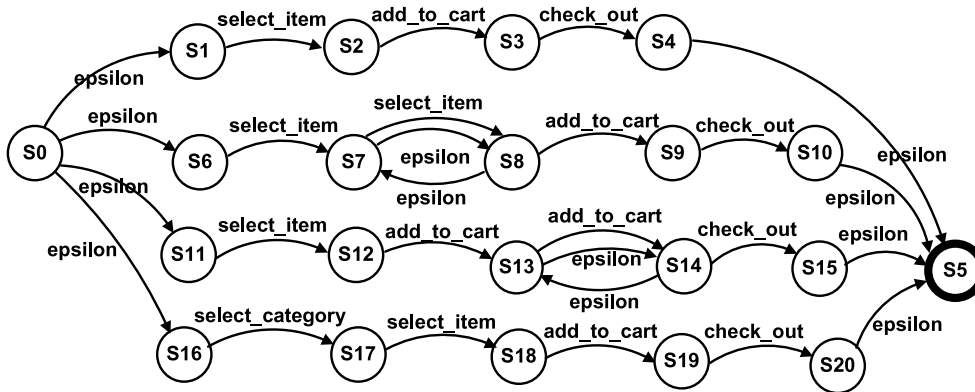 select_item
add_to_cart
check_out
S1
S2
S3
S4
epsilon
epsilon
select_item
select_item
add_to_cart
check_out
S0
S6
S7
epsilon
S8
S9
S10
epsilon
epsilon
epsilon
epsilon
select_item
add_to_cart
add_to_cart
check_out
epsilon
epsilon
S11
S12
S13
epsilon
S14
S15
S5
epsilon
select_category
select_item
add_to_cart
check_out
epsilon
S16
S17
S18
S19
S20